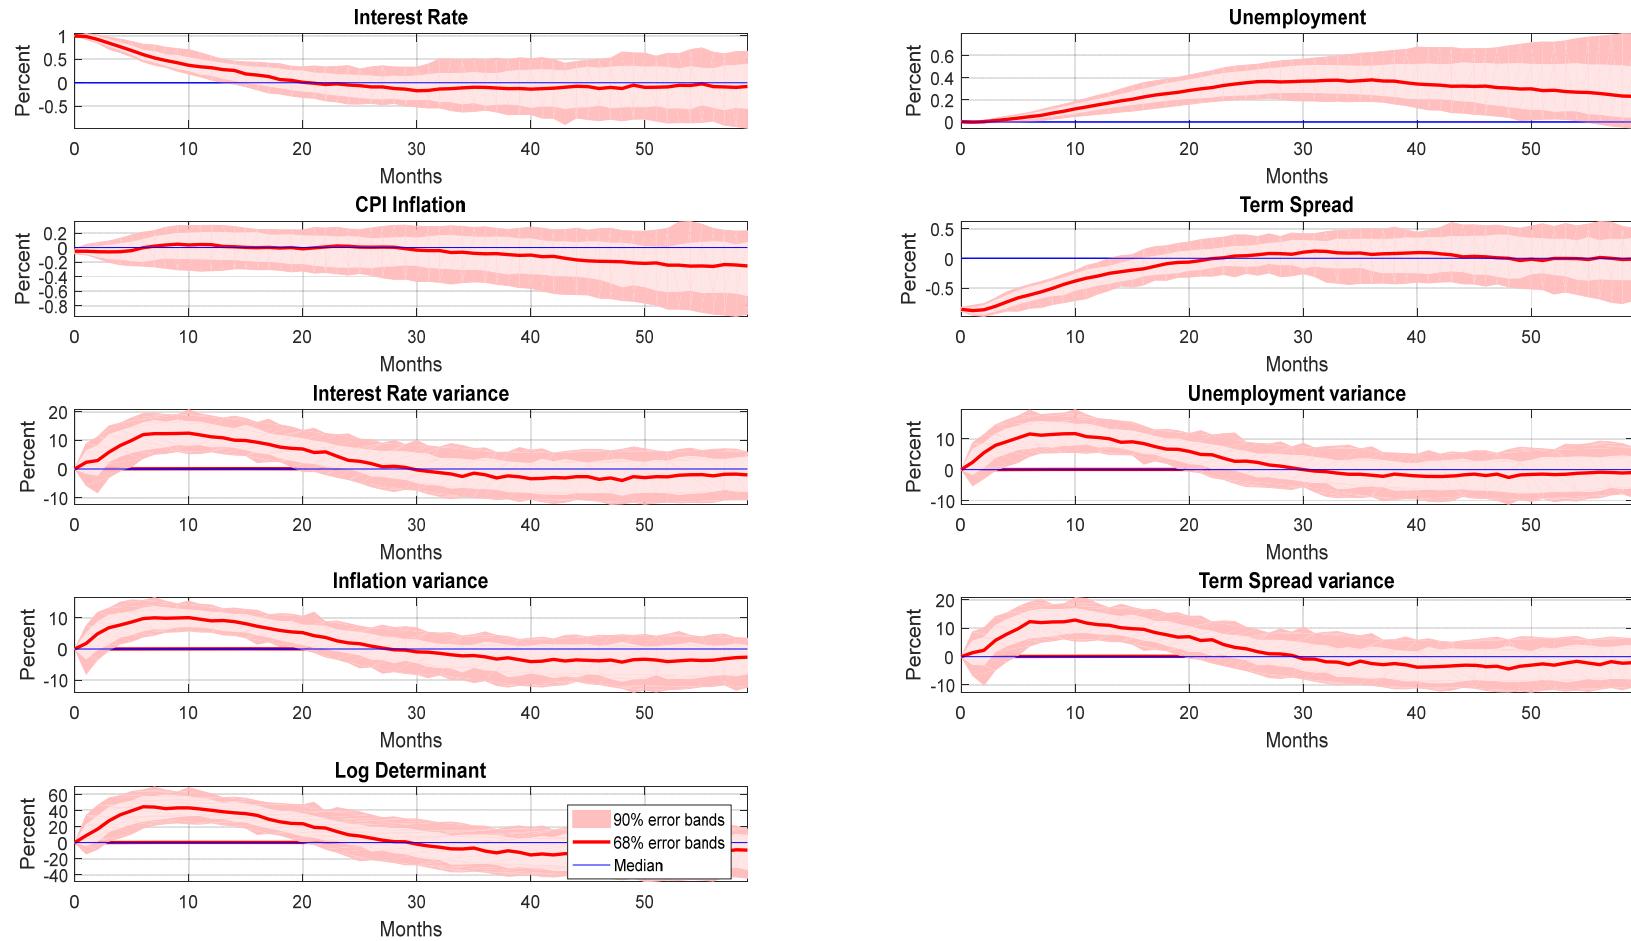 Interest Rate
Percent
1
0.5
0
-0.5
0 10 20 30 40 50
Months
Unemployment
Percent
0.6
0.4
0.2
0
0 10 20 30 40 50
Months
CPI Inflation
Percent
0.2
0
-0.2
-0.4
-0.6
-0.8
0 10 20 30 40 50
Months
Term Spread
Percent
0.5
0
-0.5
0 10 20 30 40 50
Months
Interest Rate variance
Percent
20
10
0
-10
0 10 20 30 40 50
Months
Unemployment variance
Percent
10
0
-10
0 10 20 30 40 50
Months
Inflation variance
Percent
10
0
-10
0 10 20 30 40 50
Months
Term Spread variance
Percent
20
10
0
-10
0 10 20 30 40 50
Months
Log Determinant
Percent
60
40
20
0
-20
-40
0 10 20 30 40 50
Months
90% error bands
68% error bands
Median